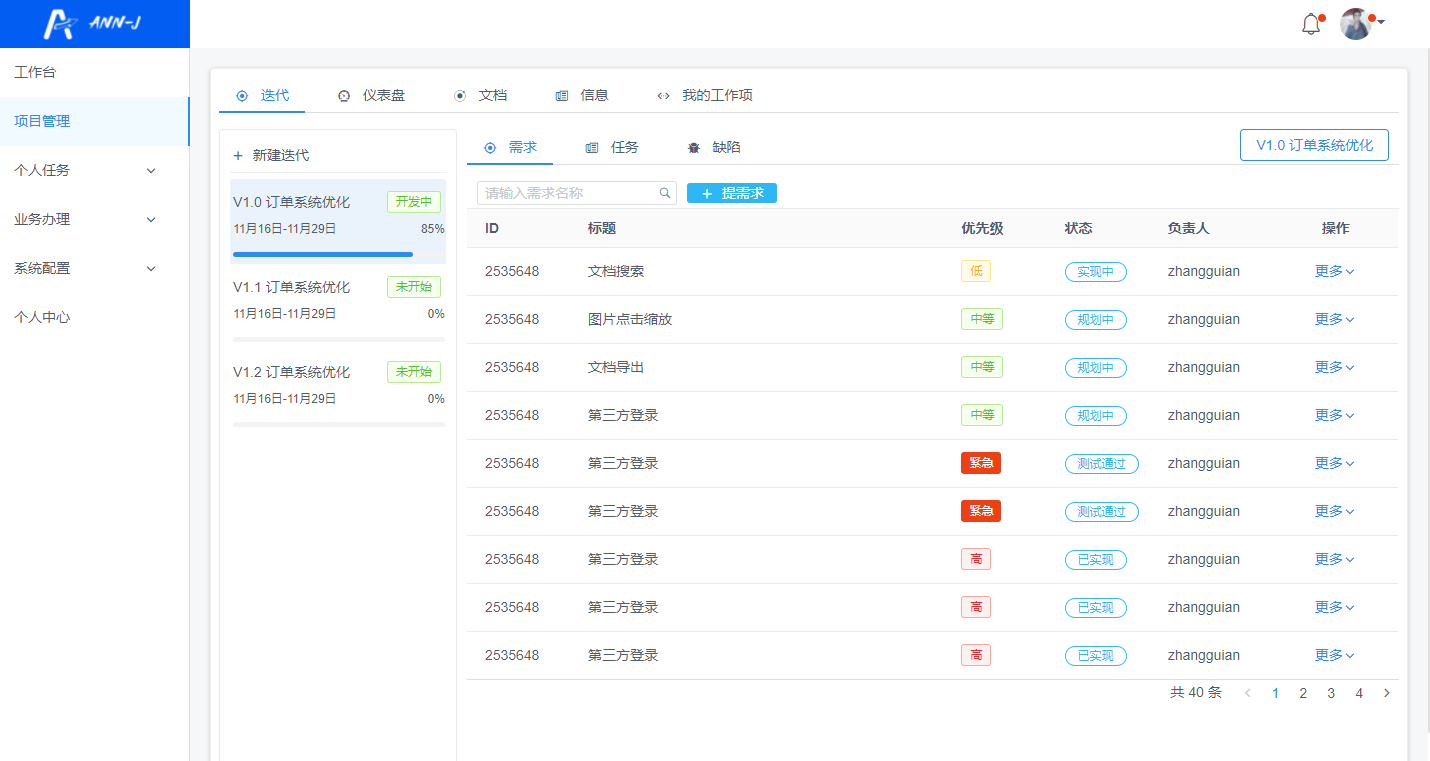 ANN-J
工作台
项目管理
个人任务
业务办理
系统配置
个人中心
迭代 仪表盘 文档 信息 我的工作项
+ 新建迭代
V1.0 订单系统优化 开发中
11月16日-11月29日 85%
V1.1 订单系统优化 未开始
11月16日-11月29日 0%
V1.2 订单系统优化 未开始
11月16日-11月29日 0%
需求 任务 缺陷 V1.0 订单系统优化
请输入需求名称 + 提需求
ID 标题 优先级 状态 负责人 操作
2535648 文档搜索 低 实现中 zhangguian 更多
2535648 图片点击缩放 中等 规划中 zhangguian 更多
2535648 文档导出 中等 规划中 zhangguian 更多
2535648 第三方登录 中等 规划中 zhangguian 更多
2535648 第三方登录 紧急 测试通过 zhangguian 更多
2535648 第三方登录 紧急 测试通过 zhangguian 更多
2535648 第三方登录 高 已实现 zhangguian 更多
2535648 第三方登录 高 已实现 zhangguian 更多
2535648 第三方登录 高 已实现 zhangguian 更多
共 40 条 < 1 2 3 4 >